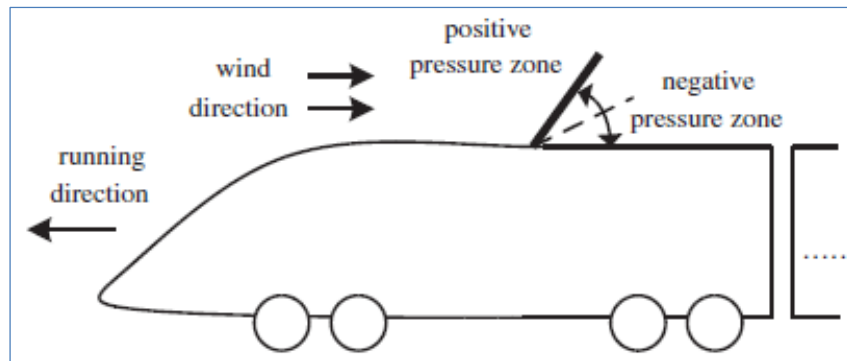 positive
pressure zone
wind
direction
negative
pressure zone
running
direction
.....